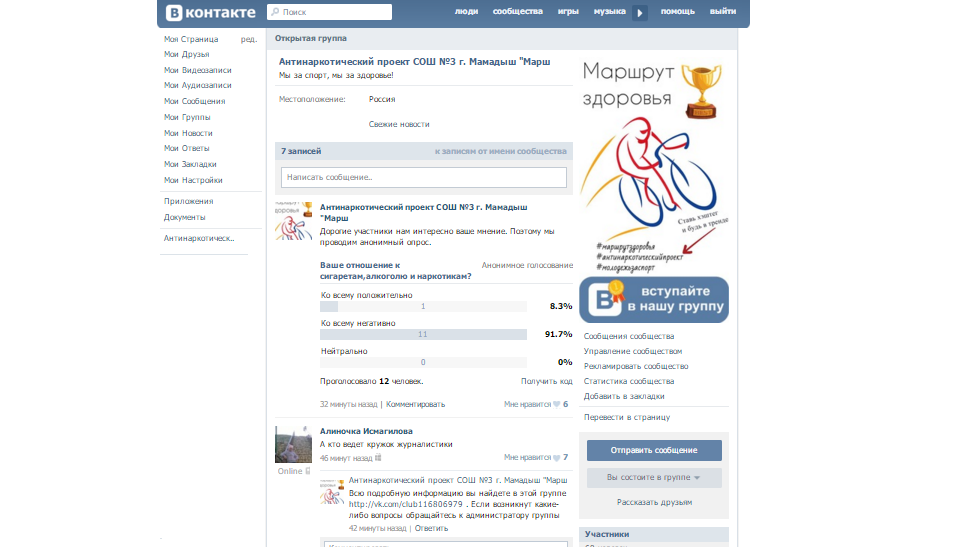 В контакте
Поиск
люди сообщества игры музыка помощь выйти
Моя Страница ред.
Мои Друзья
Мои Видеозаписи
Мои Аудиозаписи
Мои Сообщения
Мои Группы
Мои Новости
Мои Ответы
Мои Закладки
Мои Настройки
Приложения
Документы
Антинаркотическ..
Открытая группа
Антинаркотический проект СОШ №3 г. Мамадыш "Марш
Мы за спорт, мы за здоровье!
Местоположение: Россия
Свежие новости
7 записей к записям от имени сообщества
Написать сообщение..
Антинаркотический проект СОШ №3 г. Мамадыш
"Марш
Дорогие участники нам интересно ваше мнение. Поэтому мы
проводим анонимный опрос.
Ваше отношение к Анонимное голосование
сигаретам,алкоголю и наркотикам?
Ко всему положительно
1 8.3%
Ко всему негативно
11 91.7%
Нейтрально
0 0%
Проголосовало 12 человек. Получить код
32 минуты назад | Комментировать Мне нравится 6
Алиночка Исмагилова
А кто ведет кружок журналистики
46 минут назад Мне нравится 7
Online
Антинаркотический проект СОШ №3 г. Мамадыш "Марш
Всю подробную информацию вы найдете в этой группе
http://vk.com/club116806979 . Если возникнут какие-
либо вопросы обращайтесь к администратору группы
42 минуты назад | Ответить
Маршрут
здоровья
Ставь хэштег
и будь в тренде
#маршрутздоровья
#антинаркотическийпроект
#молодежьзаспорт
В вступайте
в нашу группу
Сообщения сообщества
Управление сообществом
Рекламировать сообщество
Статистика сообщества
Добавить в закладки
Перевести в страницу
Отправить сообщение
Вы состоите в группе
Рассказать друзьям
Участники